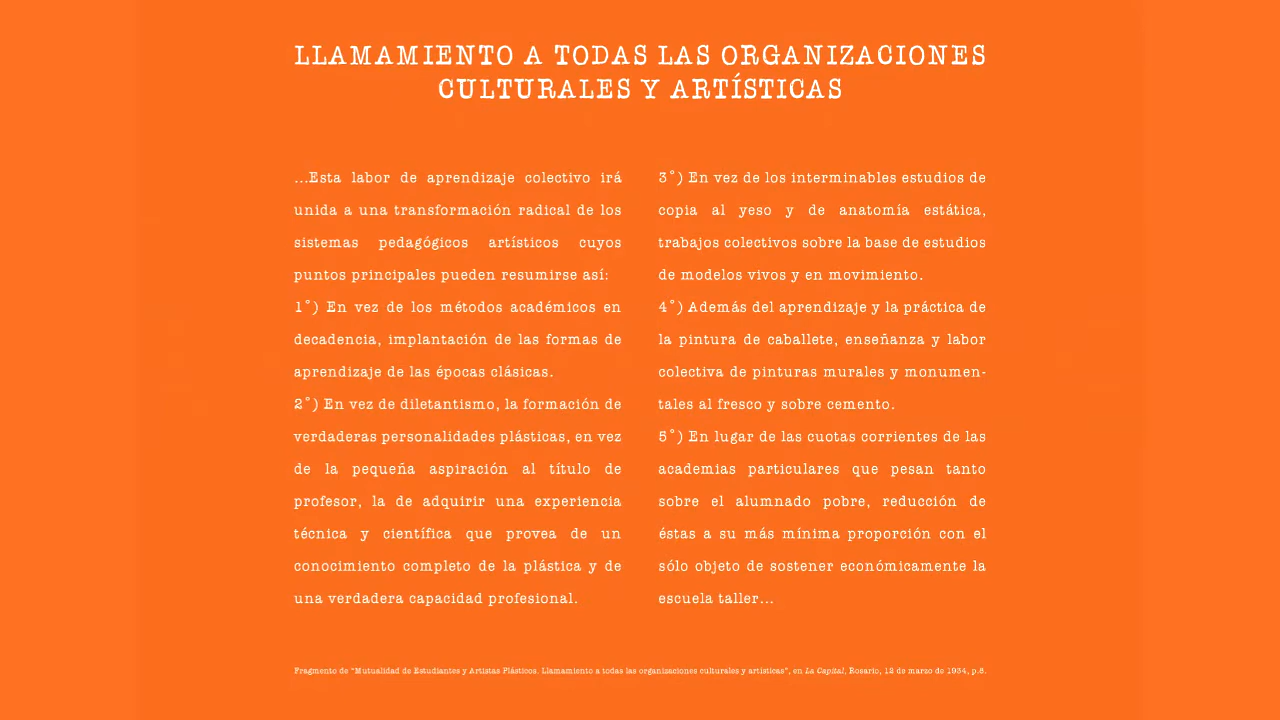 LLAMAMIENTO A TODAS LAS ORGANIZACIONES
CULTURALES Y ARTÍSTICAS
...Esta labor de aprendizaje colectivo irá
unida a una transformación radical de los
sistemas pedagógicos artísticos cuyos
puntos principales pueden resumirse así:
1°) En vez de los métodos académicos en
decadencia, implantación de las formas de
aprendizaje de las épocas clásicas.
2°) En vez de diletantismo, la formación de
verdaderas personalidades plásticas, en vez
de la pequeña aspiración al título de
profesor, la de adquirir una experiencia
técnica y científica que provea de un
conocimiento completo de la plástica y de
una verdadera capacidad profesional.
3°) En vez de los interminables estudios de
copia al yeso y de anatomía estática,
trabajos colectivos sobre la base de estudios
de modelos vivos y en movimiento.
4°) Además del aprendizaje y la práctica de
la pintura de caballete, enseñanza y labor
colectiva de pinturas murales y monumen-
tales al fresco y sobre cemento.
5°) En lugar de las cuotas corrientes de las
academias particulares que pesan tanto
sobre el alumnado pobre, reducción de
éstas a su más mínima proporción con el
sólo objeto de sostener económicamente la
escuela taller...
Fragmento de "Mutualidad de Estudiantes y Artistas Plásticos. Llamamiento a todas las organizaciones culturales y artísticas", en La Capital, Rosario, 12 de marzo de 1934, p.8.